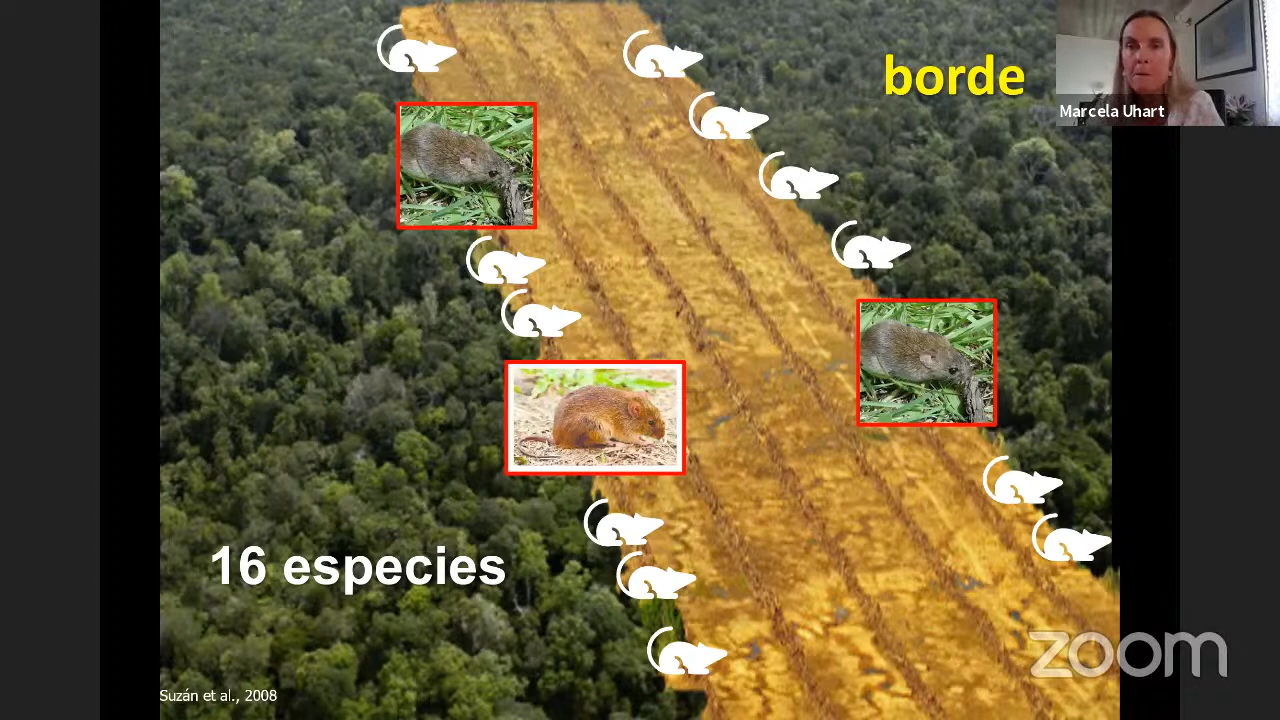 borde
Marcela Uhart
16 especies
Suzán et al., 2008
zoom